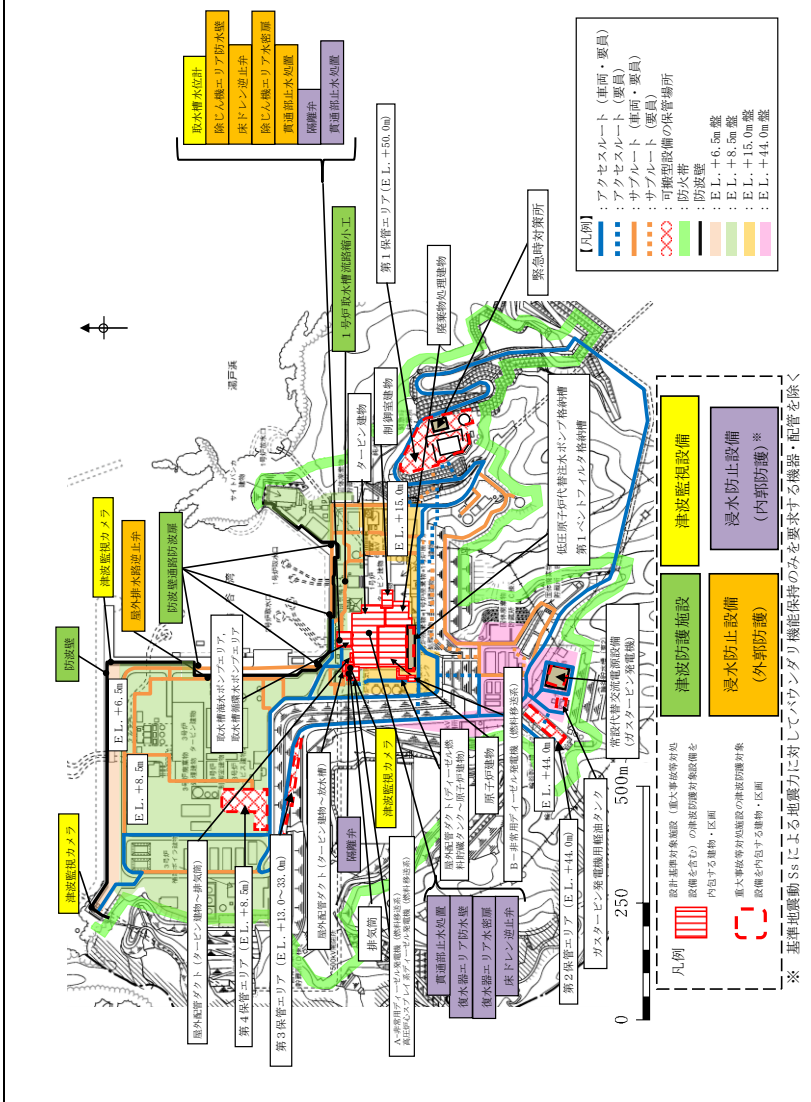 津波監視カメラ
防波壁
津波監視カメラ
屋外排水路逆止弁
防波壁通路防波扉
1号炉取水槽流路縮小工
取水槽水位計
除じん機エリア防水壁
床ドレン逆止弁
除じん機エリア水密扉
貫通部止水処置
隔離弁
貫通部止水処置
湯戸浜
サイトバンカ
建物
E L. +6.5m
E L. +8.5m
取水槽海水ポンプエリア,
取水槽循環水ポンプエリア
タービン建物
制御室建物
E L. +15.0m
第1保管エリア(E L. +50.0m)
廃棄物処理建物
緊急時対策所
屋外配管ダクト(タービン建物~排気筒)
第4保管エリア(E L. +8.5m)
第3保管エリア(E L. +13.0~33.0m)
屋外配管ダクト(タービン建物~放水槽)
隔離弁
排気筒
A-非常用ディーゼル発電機(燃料移送系)
高圧炉心スプレイ系ディーゼル発電機(燃料移送系)
津波監視カメラ
貫通部止水処置
復水器エリア防水壁
復水器エリア水密扉
床ドレン逆止弁
屋外配管ダクト(ディーゼル燃
料貯蔵タンク~原子炉建物)
原子炉建物
B-非常用ディーゼル発電機(燃料移送系)
低圧原子炉代替注水ポンプ格納槽
第1ベントフィルタ格納槽
E L. +44.0m
第2保管エリア(E L. +44.0m)
ガスタービン発電機用軽油タンク
常設代替交流電源設備
(ガスタービン発電機)
【凡例】
:アクセスルート(車両・要員)
:アクセスルート(要員)
:サブルート(車両・要員)
:サブルート(要員)
:可搬型設備の保管場所
:防火帯
:防波壁
:E L. +6.5m盤
:E L. +8.5m盤
:E L. +15.0m盤
:E L. +44.0m盤
0 250 500m
凡例
設計基準対象施設(重大事故等対処
設備を含む)の津波防護対象設備を
内包する建物・区画
重大事故等対処施設の津波防護対象
設備を内包する建物・区画
津波防護施設
津波監視設備
浸水防止設備
(外郭防護)
浸水防止設備
(内郭防護)※
※ 基準地震動Ssによる地震力に対してバウンダリ機能保持のみを要求する機器・配管を除く